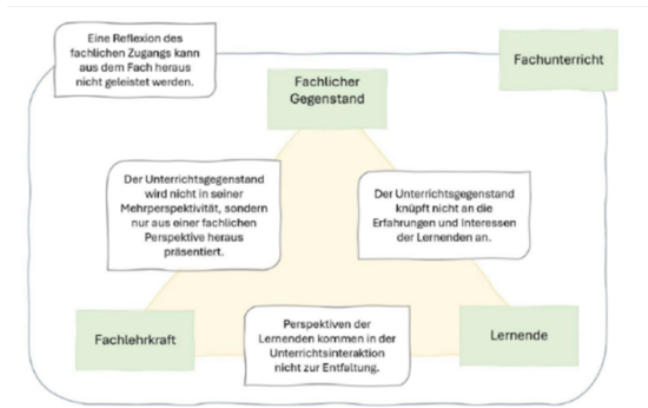 Eine Reflexion des
fachlichen Zugangs kann
aus dem Fach heraus
nicht geleistet werden.
Fachunterricht
Fachlicher
Gegenstand
Der Unterrichtsgegenstand
wird nicht in seiner
Mehrperspektivität, sondern
nur aus einer fachlichen
Perspektive heraus
präsentiert.
Der Unterrichtsgegenstand
knüpft nicht an die
Erfahrungen und Interessen
der Lernenden an.
Fachlehrkraft
Perspektiven der
Lernenden kommen in der
Unterrichtsinteraktion
nicht zur Entfaltung.
Lernende